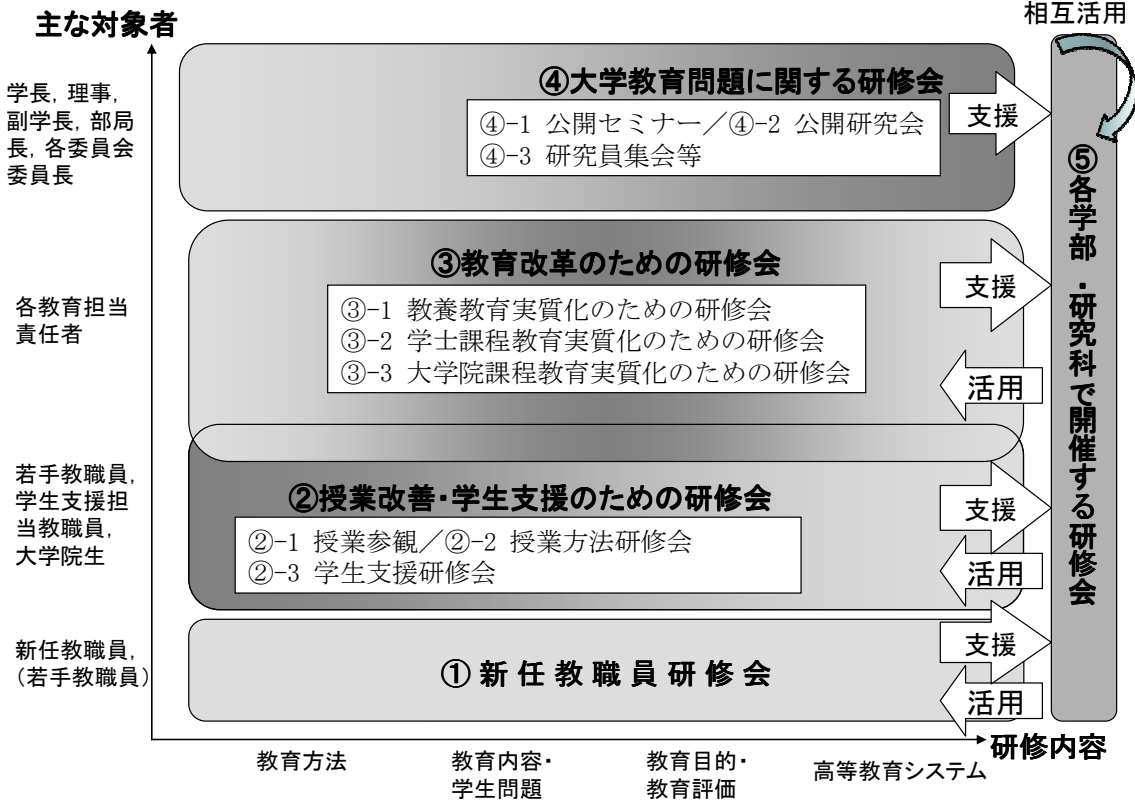 主な対象者
相互活用
学長，理事，
副学長，部局
長，各委員会
委員長
④大学教育問題に関する研修会
④-1 公開セミナー／④-2 公開研究会
④-3 研究員集会等
支援
各教育担当
責任者
③教育改革のための研修会
③-1 教養教育実質化のための研修会
③-2 学士課程教育実質化のための研修会
③-3 大学院課程教育実質化のための研修会
支援
活用
若手教職員，
学生支援担
当教職員，
大学院生
②授業改善・学生支援のための研修会
②-1 授業参観／②-2 授業方法研修会
②-3 学生支援研修会
支援
活用
新任教職員，
（若手教職員）
①新任教職員研修会
支援
活用
⑤各学部・研究科で開催する研修会
研修内容
教育方法
教育内容・
学生問題
教育目的・
教育評価
高等教育システム